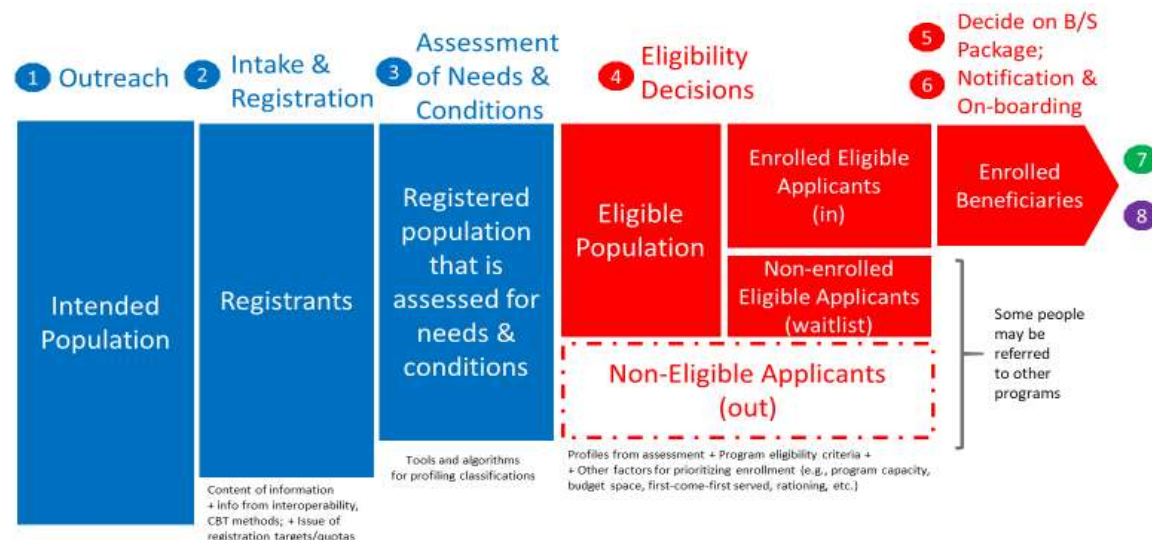 1 Outreach
2 Intake &
Registration
3 Assessment
of Needs &
Conditions
4 Eligibility
Decisions
5 Decide on B/S
Package;
6 Notification &
On-boarding
Intended
Population
Registrants
Registered
population
that is
assessed for
needs &
conditions
Eligible
Population
Enrolled Eligible
Applicants
(in)
Non-enrolled
Eligible Applicants
(waitlist)
Non-Eligible Applicants
(out)
Enrolled
Beneficiaries
7
8
Some people
may be
referred
to other
programs
Content of information
+ info from interoperability,
CBT methods; + Issue of
registration targets/quotas
Tools and algorithms
for profiling classifications
Profiles from assessment + Program eligibility criteria +
+ Other factors for prioritizing enrollment (e.g., program capacity,
budget space, first-come-first served, rationing, etc.}